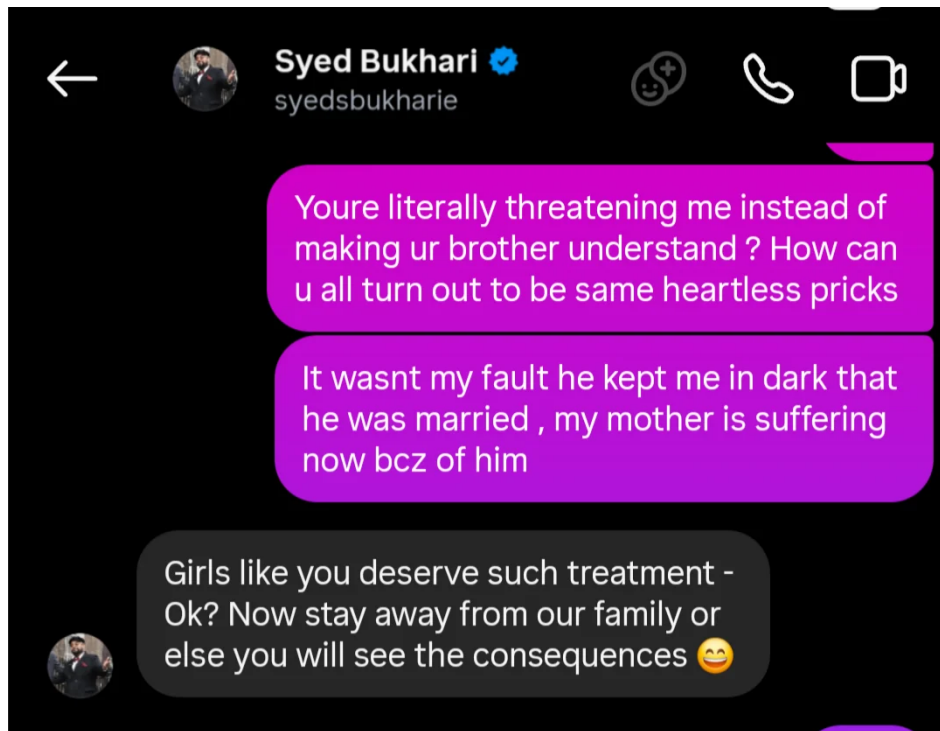 Syed Bukhari
syedsbukharie
Youre literally threatening me instead of
making ur brother understand ? How can
u all turn out to be same heartless pricks
It wasnt my fault he kept me in dark that
he was married , my mother is suffering
now bcz of him
Girls like you deserve such treatment -
Ok? Now stay away from our family or
else you will see the consequences 😄